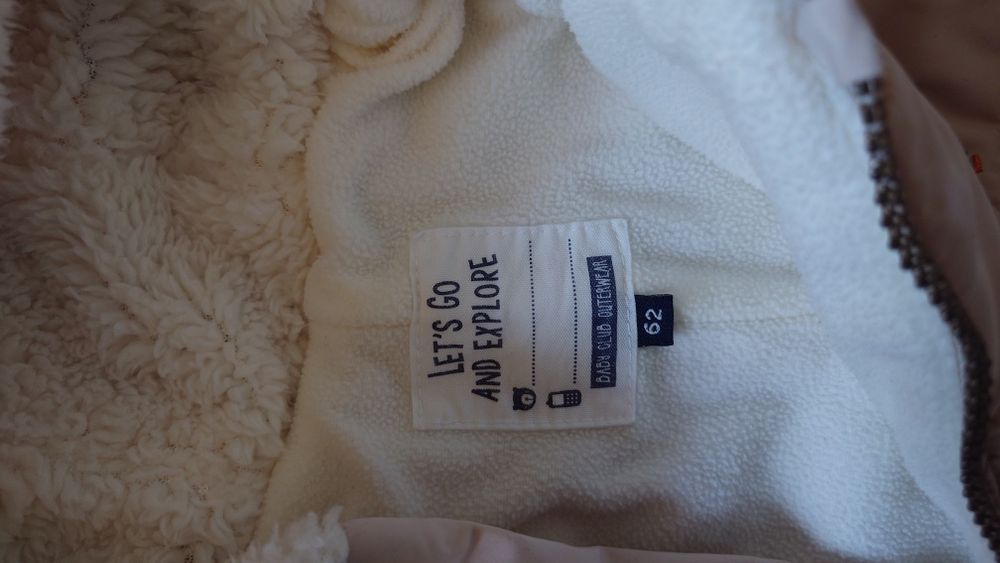 LET'S GO
AND EXPLORE
BABY CLUB OUTERWEAR
62